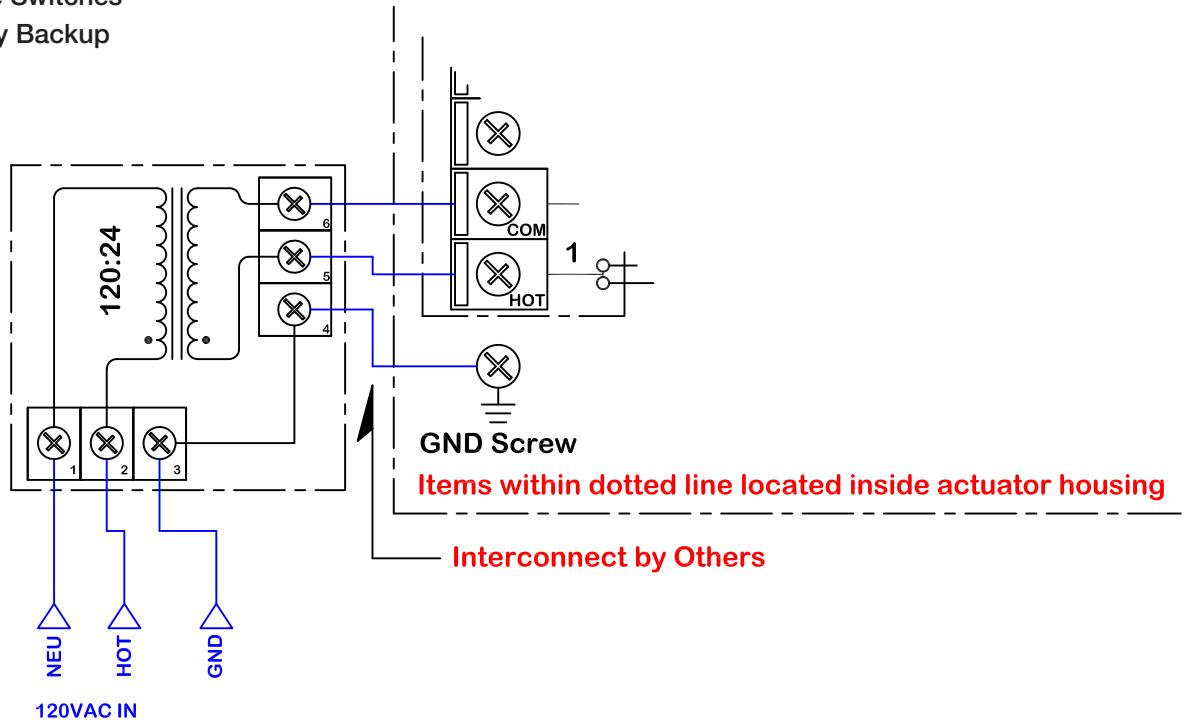 y Backup
120:24
6
5
4
COM
1
HOT
1
2
3
GND Screw
Items within dotted line located inside actuator housing
Interconnect by Others
NEU
HOT
GND
120VAC IN